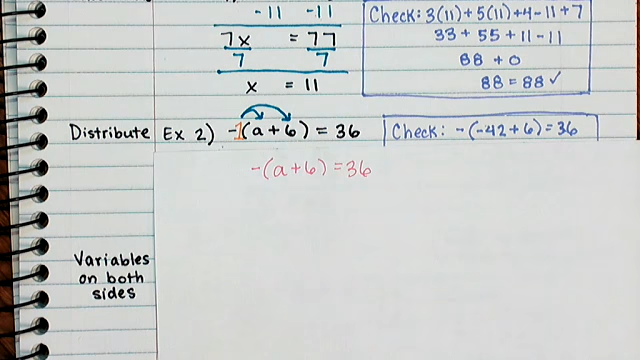 -11 -11
7x = 77
7 7
x = 11
Check: 3(11)+5(11)+4-11+7
33 + 55 + 11 - 11
88 + 0
88 = 88 ✓
Distribute Ex 2) -1(a + 6) = 36
Check: -(-42+6) = 36
-(a+6) = 36
Variables
on both
sides